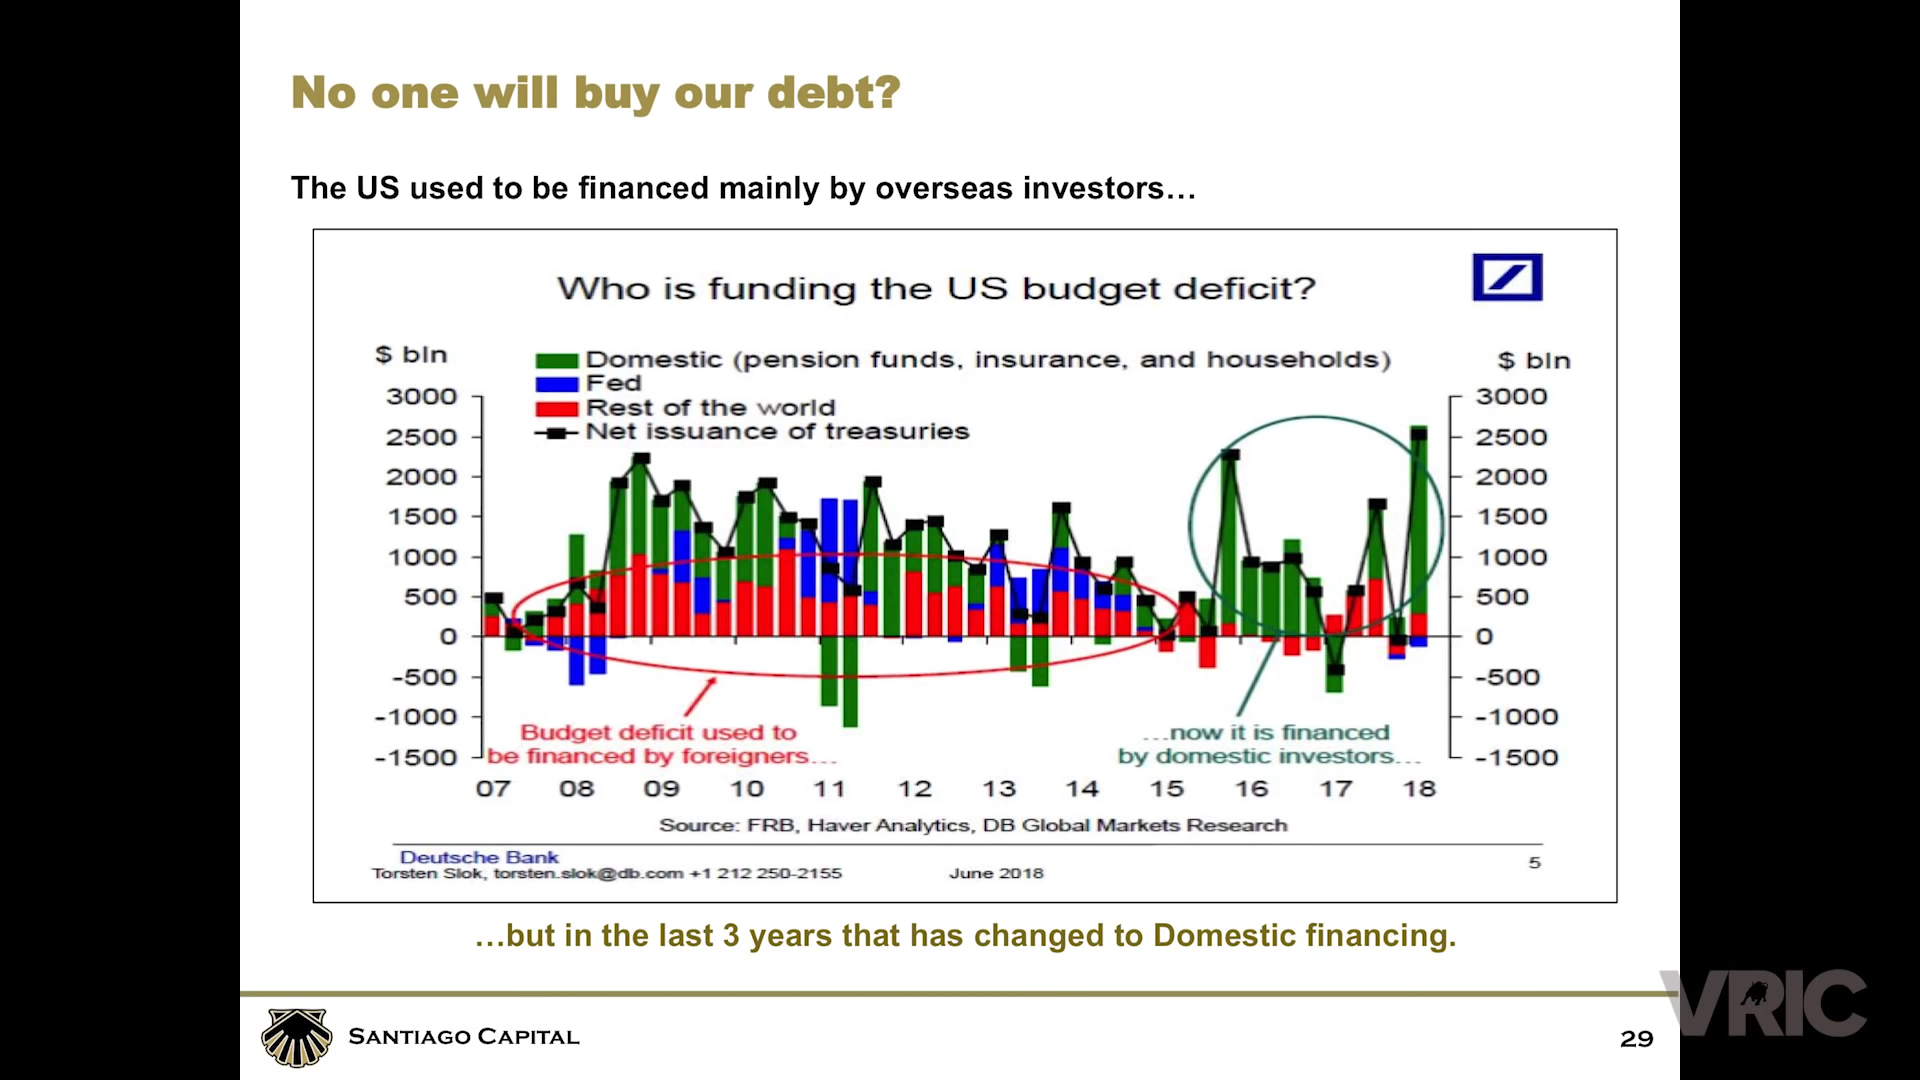 No one will buy our debt?
The US used to be financed mainly by overseas investors…
Who is funding the US budget deficit?
$ bln
$ bln
Domestic (pension funds, insurance, and households)
Fed
Rest of the world
Net issuance of treasuries
3000
2500
2000
1500
1000
500
0
-500
-1000
-1500
3000
2500
2000
1500
1000
500
0
-500
-1000
-1500
Budget deficit used to
be financed by foreigners…
…now it is financed
by domestic investors…
07 08 09 10 11 12 13 14 15 16 17 18
Source: FRB, Haver Analytics, DB Global Markets Research
Deutsche Bank
Torsten Slok, torsten.slok@db.com +1 212 250-2155 June 2018
5
…but in the last 3 years that has changed to Domestic financing.
SANTIAGO CAPITAL
29
VRIC